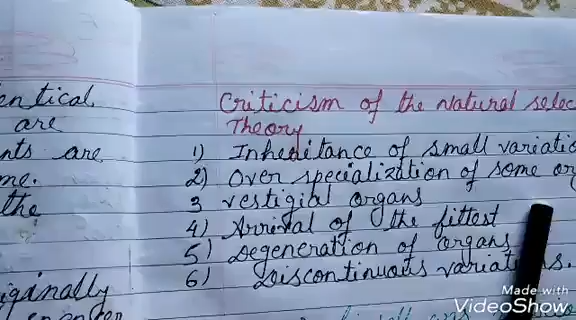 entical.
are
nts are
me.
the
iginally
Criticism of the Natural selec
Theory
1) Inheritance of small variatio
2) Over specialization of some or
3 vestigial organs
4) Arrival of the fittest
5) Degeneration of organs
6) Discontinuous variat s.
Made with
VideoShow